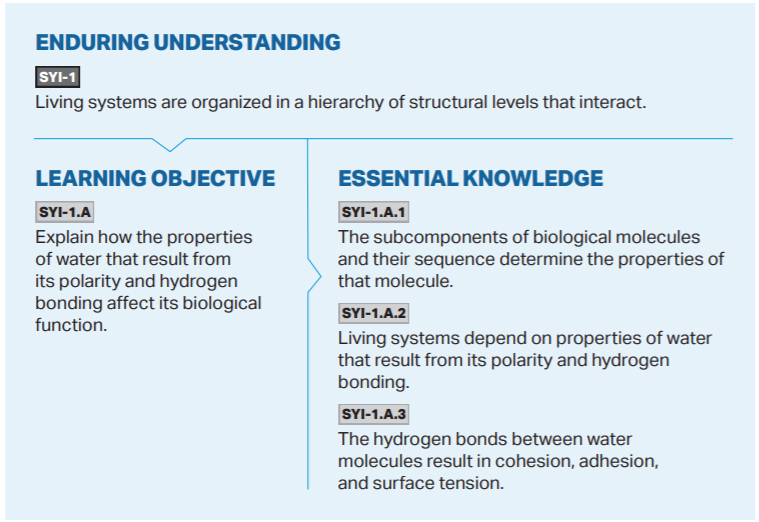 ENDURING UNDERSTANDING
SYI-1
Living systems are organized in a hierarchy of structural levels that interact.
LEARNING OBJECTIVE
SYI-1.A
Explain how the properties
of water that result from
its polarity and hydrogen
bonding affect its biological
function.
ESSENTIAL KNOWLEDGE
SYI-1.A.1
The subcomponents of biological molecules
and their sequence determine the properties of
that molecule.
SYI-1.A.2
Living systems depend on properties of water
that result from its polarity and hydrogen
bonding.
SYI-1.A.3
The hydrogen bonds between water
molecules result in cohesion, adhesion,
and surface tension.